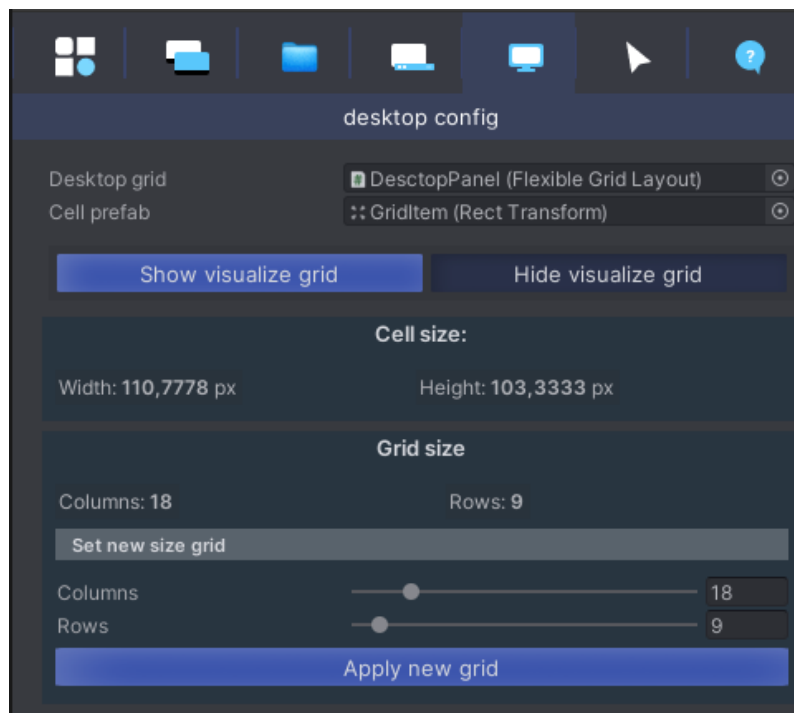 ?
desktop config
Desktop grid # DesctopPanel (Flexible Grid Layout)
Cell prefab GridItem (Rect Transform)
Show visualize grid Hide visualize grid
Cell size:
Width: 110,7778 px Height: 103,3333 px
Grid size
Columns: 18 Rows: 9
Set new size grid
Columns 18
Rows 9
Apply new grid